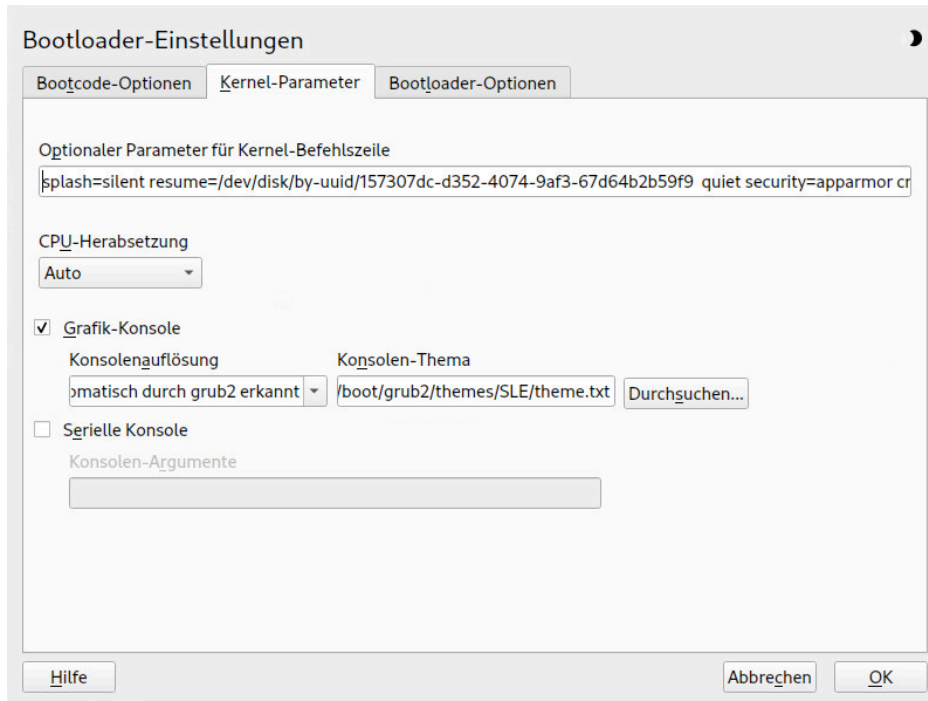 Bootloader-Einstellungen
Bootcode-Optionen Kernel-Parameter Bootloader-Optionen
Optionaler Parameter für Kernel-Befehlszeile
splash=silent resume=/dev/disk/by-uuid/157307dc-d352-4074-9af3-67d64b2b59f9 quiet security=apparmor cr
CPU-Herabsetzung
Auto
Grafik-Konsole
Konsolenauflösung Konsolen-Thema
omatisch durch grub2 erkannt /boot/grub2/themes/SLE/theme.txt Durchsuchen...
Serielle Konsole
Konsolen-Argumente
Hilfe Abbrechen OK